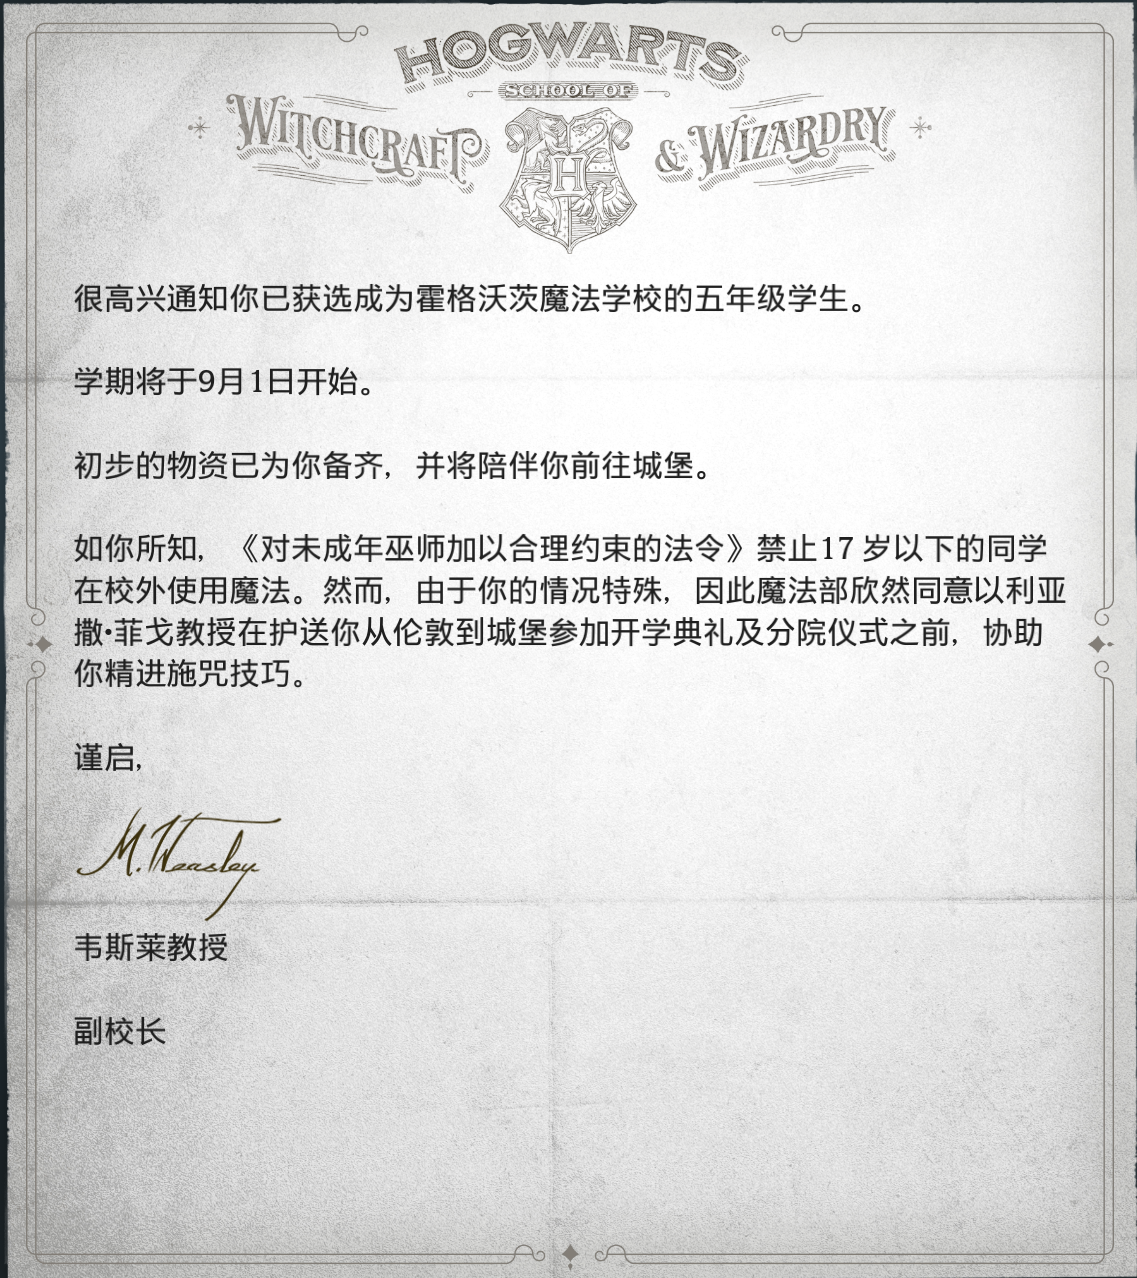 HOGWARTS
SCHOOL OF
WITCHCRAFT & WIZARDRY
H
很高兴通知你已获选成为霍格沃茨魔法学校的五年级学生。
学期将于9月1日开始。
初步的物资已为你备齐，并将陪伴你前往城堡。
如你所知，《对未成年巫师加以合理约束的法令》禁止17 岁以下的同学
在校外使用魔法。然而，由于你的情况特殊，因此魔法部欣然同意以利亚
撒•菲戈教授在护送你从伦敦到城堡参加开学典礼及分院仪式之前，协助
你精进施咒技巧。
谨启，
M. Weasley
韦斯莱教授
副校长